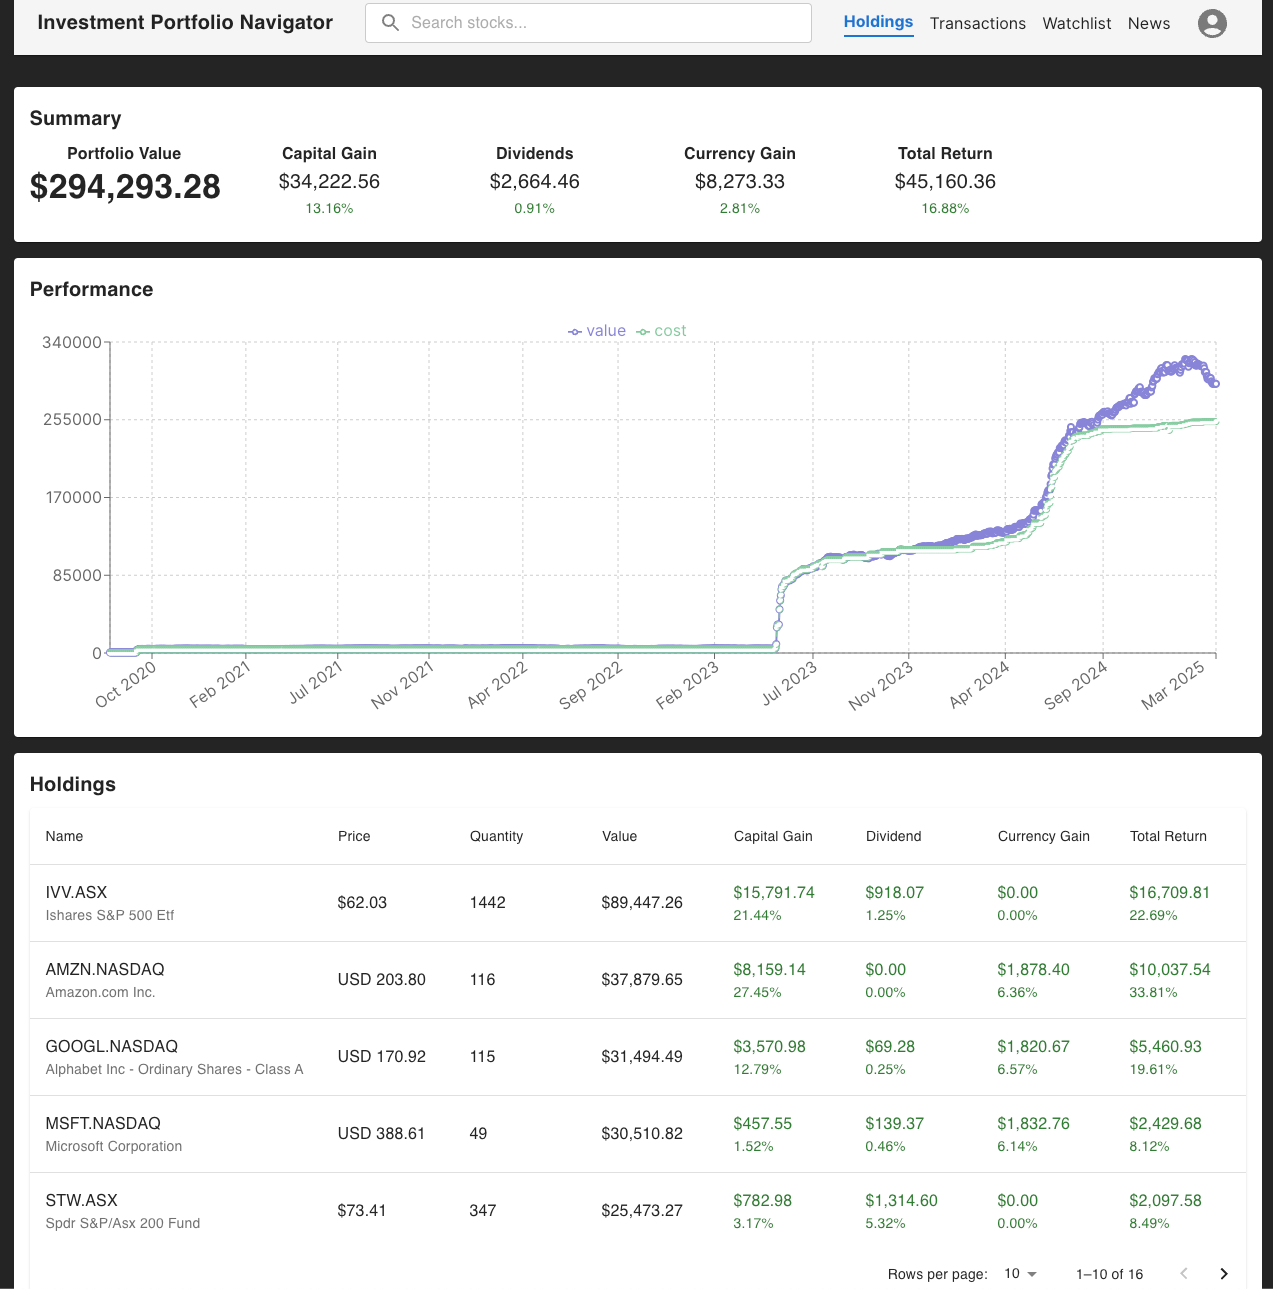 Investment Portfolio Navigator
Search stocks...
Holdings Transactions Watchlist News
Summary
Portfolio Value Capital Gain Dividends Currency Gain Total Return
$294,293.28 $34,222.56 $2,664.46 $8,273.33 $45,160.36
13.16% 0.91% 2.81% 16.88%
Performance
value cost
340000
255000
170000
85000
0
Oct 2020 Feb 2021 Jul 2021 Nov 2021 Apr 2022 Sep 2022 Feb 2023 Jul 2023 Nov 2023 Apr 2024 Sep 2024 Mar 2025
Holdings
Name Price Quantity Value Capital Gain Dividend Currency Gain Total Return
IVV.ASX $62.03 1442 $89,447.26 $15,791.74 $918.07 $0.00 $16,709.81
Ishares S&P 500 Etf 21.44% 1.25% 0.00% 22.69%
AMZN.NASDAQ USD 203.80 116 $37,879.65 $8,159.14 $0.00 $1,878.40 $10,037.54
Amazon.com Inc. 27.45% 0.00% 6.36% 33.81%
GOOGL.NASDAQ USD 170.92 115 $31,494.49 $3,570.98 $69.28 $1,820.67 $5,460.93
Alphabet Inc - Ordinary Shares - Class A 12.79% 0.25% 6.57% 19.61%
MSFT.NASDAQ USD 388.61 49 $30,510.82 $457.55 $139.37 $1,832.76 $2,429.68
Microsoft Corporation 1.52% 0.46% 6.14% 8.12%
STW.ASX $73.41 347 $25,473.27 $782.98 $1,314.60 $0.00 $2,097.58
Spdr S&P/Asx 200 Fund 3.17% 5.32% 0.00% 8.49%
Rows per page: 10 1–10 of 16